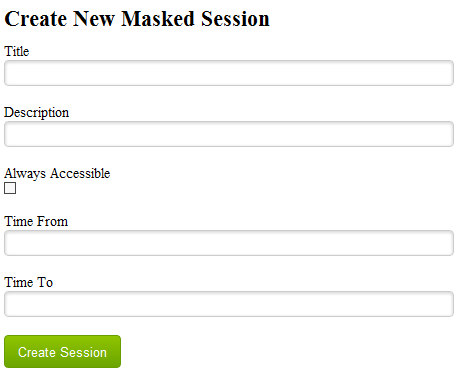 Create New Masked Session
Title
Description
Always Accessible
Time From
Time To
Create Session